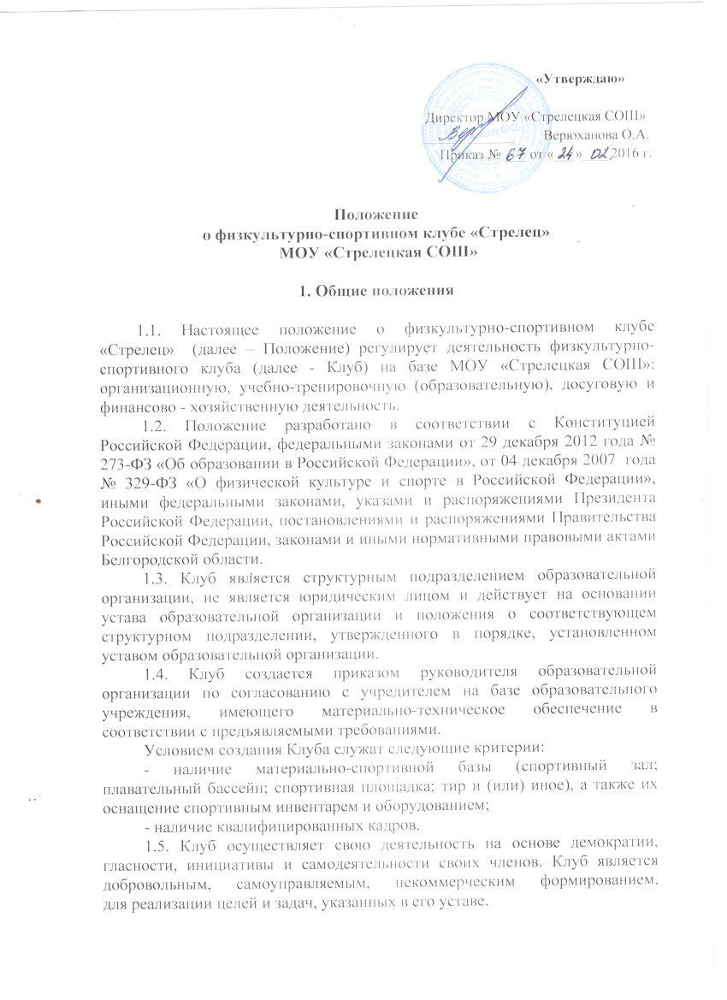 «Утверждаю»
Директор МОУ «Стрелецкая СОШ»
Верюханова О.А.
Приказ № 67 от « 24 » 02 2016 г.
Положение
о физкультурно-спортивном клубе «Стрелец»
МОУ «Стрелецкая СОШ»
1. Общие положения
1.1. Настоящее положение о физкультурно-спортивном клубе
«Стрелец» (далее – Положение) регулирует деятельность физкультурно-
спортивного клуба (далее - Клуб) на базе МОУ «Стрелецкая СОШ»:
организационную, учебно-тренировочную (образовательную), досуговую и
финансово - хозяйственную деятельность.
1.2. Положение разработано в соответствии с Конституцией
Российской Федерации, федеральными законами от 29 декабря 2012 года №
273-ФЗ «Об образовании в Российской Федерации», от 04 декабря 2007 года
№ 329-ФЗ «О физической культуре и спорте в Российской Федерации»,
иными федеральными законами, указами и распоряжениями Президента
Российской Федерации, постановлениями и распоряжениями Правительства
Российской Федерации, законами и иными нормативными правовыми актами
Белгородской области.
1.3. Клуб является структурным подразделением образовательной
организации, не является юридическим лицом и действует на основании
устава образовательной организации и положения о соответствующем
структурном подразделении, утвержденного в порядке, установленном
уставом образовательной организации.
1.4. Клуб создается приказом руководителя образовательной
организации по согласованию с учредителем на базе образовательного
учреждения, имеющего материально-техническое обеспечение в
соответствии с предъявляемыми требованиями.
Условием создания Клуба служат следующие критерии:
- наличие материально-спортивной базы (спортивный зал;
плавательный бассейн; спортивная площадка; тир и (или) иное), а также их
оснащение спортивным инвентарем и оборудованием;
- наличие квалифицированных кадров.
1.5. Клуб осуществляет свою деятельность на основе демократии,
гласности, инициативы и самодеятельности своих членов. Клуб является
добровольным, самоуправляемым, некоммерческим формированием,
для реализации целей и задач, указанных в его уставе.